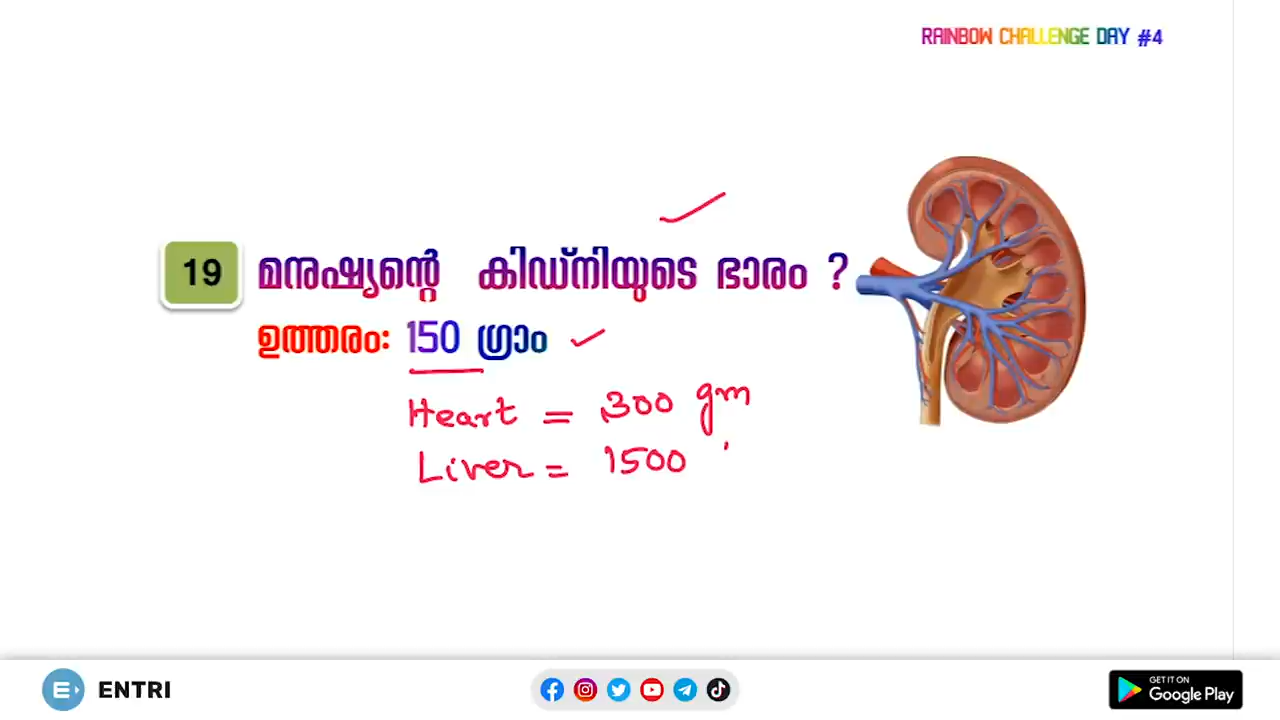 RAINBOW CHALLENGE DAY #4
19 മനുഷ്യന്റെ കിഡ്നിയുടെ ഭാരം ?
ഉത്തരം: 150 ഗ്രാം
Heart = 300 gm
Liver = 1500 "
ENTRI
GET IT ON
Google Play